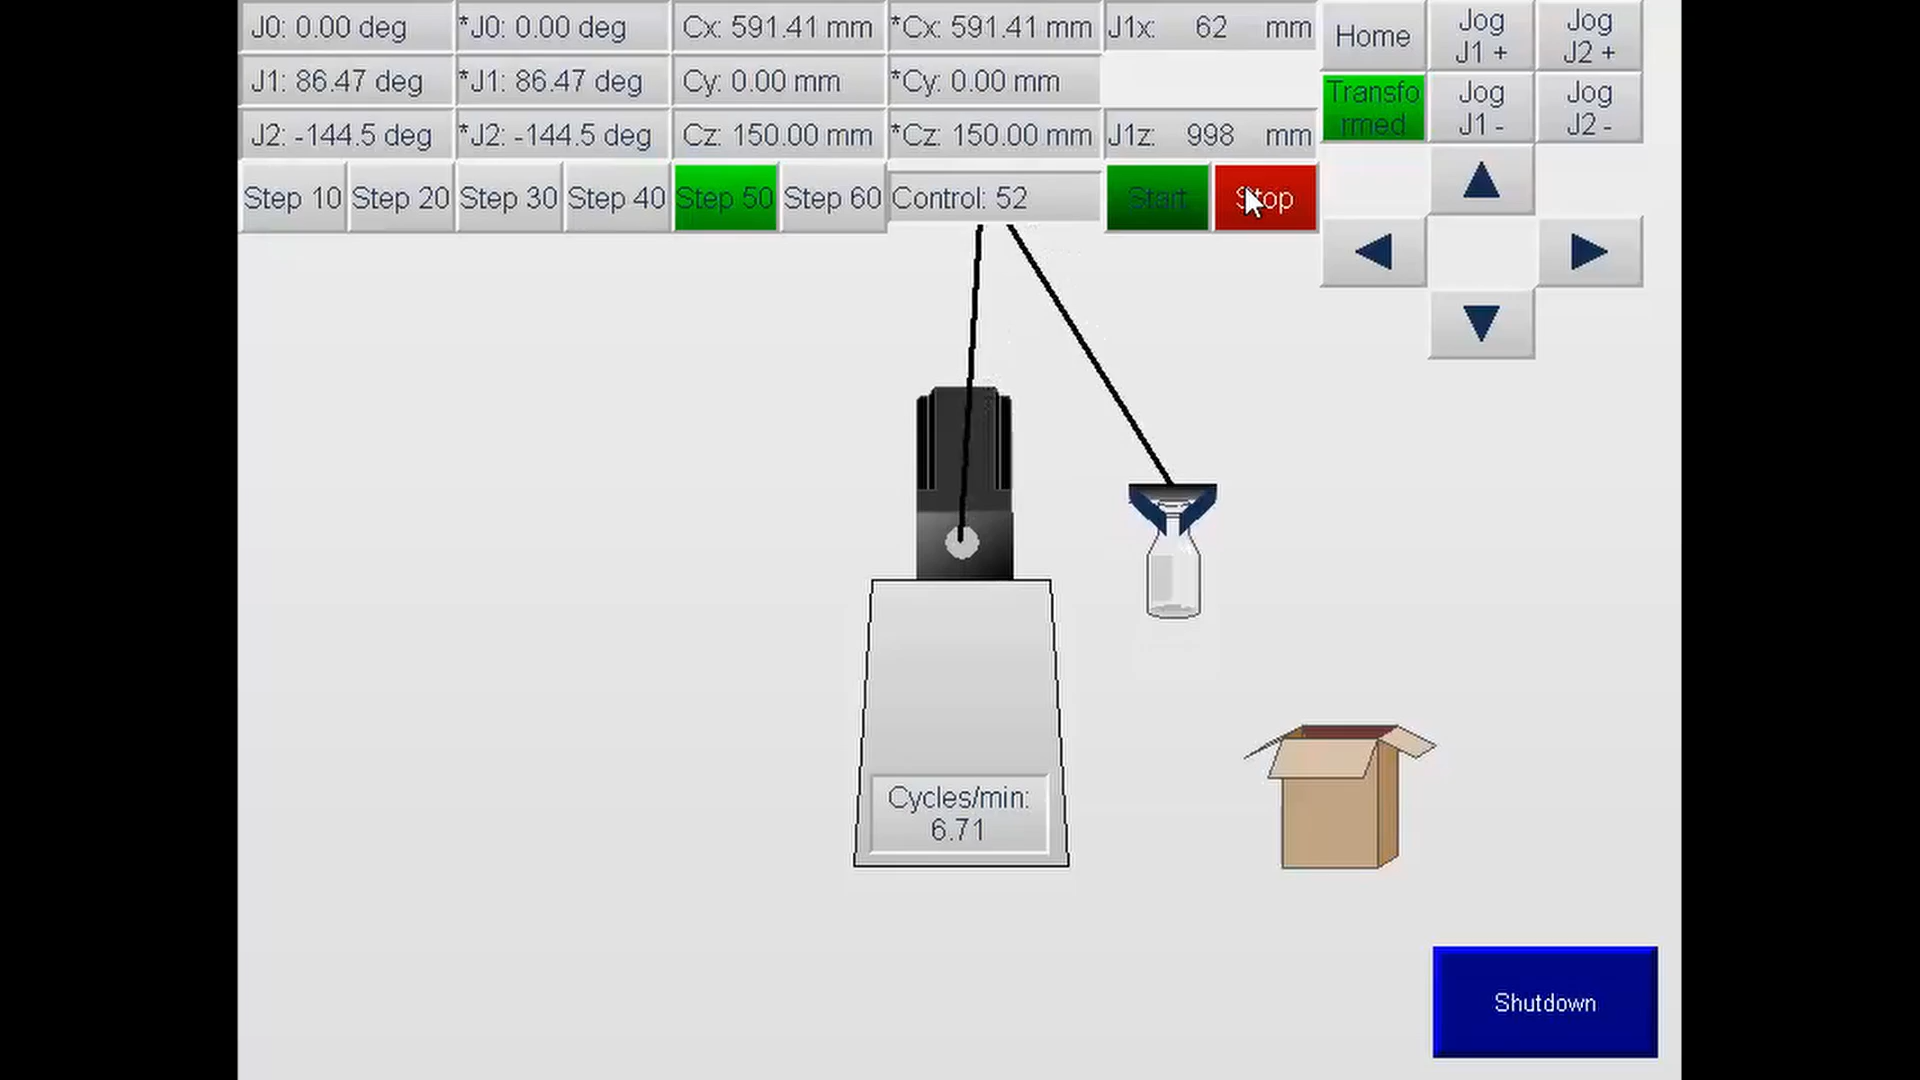 J0: 0.00 deg *J0: 0.00 deg Cx: 591.41 mm *Cx: 591.41 mm J1x: 62 mm
J1: 86.47 deg *J1: 86.47 deg Cy: 0.00 mm *Cy: 0.00 mm
J2: -144.5 deg *J2: -144.5 deg Cz: 150.00 mm *Cz: 150.00 mm J1z: 998 mm
Step 10 Step 20 Step 30 Step 40 Step 50 Step 60 Control: 52 Start Stop
Home
Jog
J1 +
Jog
J2 +
Transfo
rmed
Jog
J1 -
Jog
J2 -
Cycles/min:
6.71
Shutdown